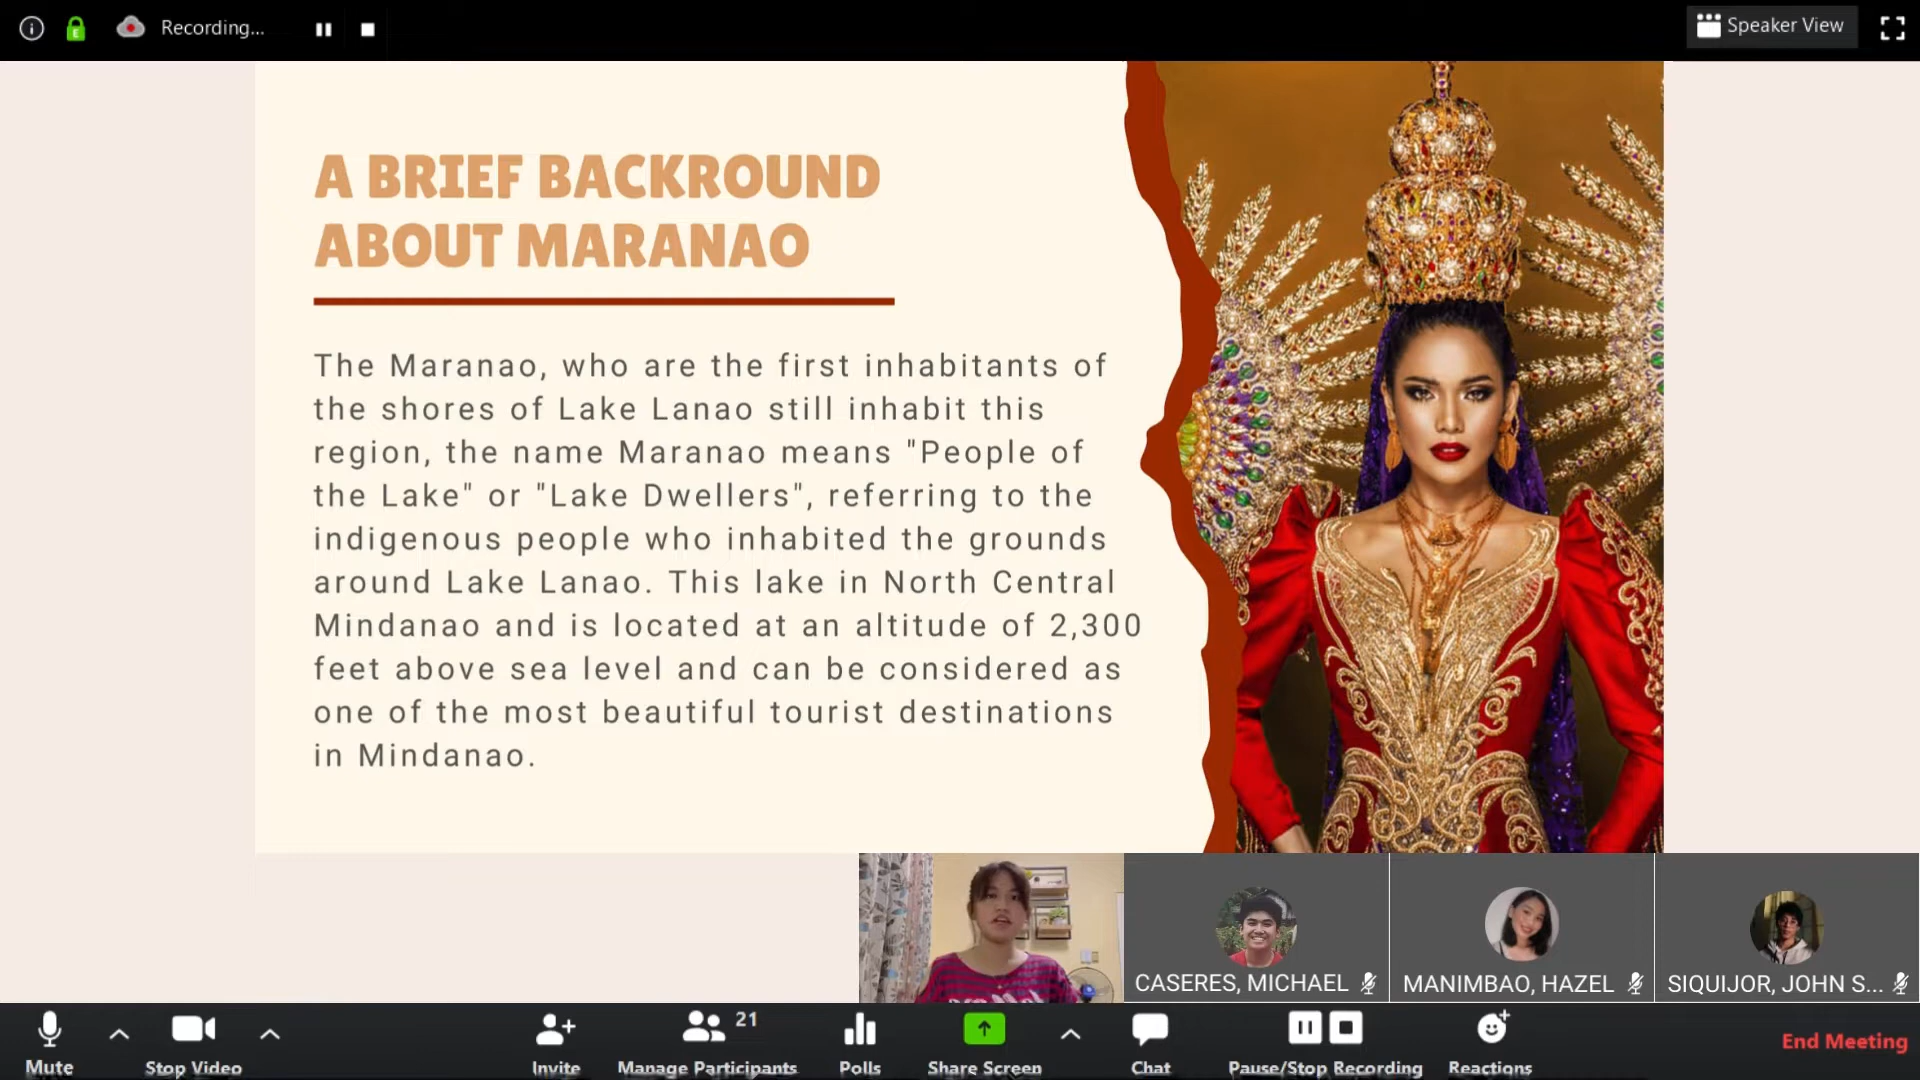 Recording...
Speaker View
A BRIEF BACKROUND
ABOUT MARANAO
The Maranao, who are the first inhabitants of
the shores of Lake Lanao still inhabit this
region, the name Maranao means "People of
the Lake" or "Lake Dwellers", referring to the
indigenous people who inhabited the grounds
around Lake Lanao. This lake in North Central
Mindanao and is located at an altitude of 2,300
feet above sea level and can be considered as
one of the most beautiful tourist destinations
in Mindanao.
CASERES, MICHAEL
MANIMBAO, HAZEL
SIQUIJOR, JOHN S...
21
Mute
Stop Video
Invite
Manage Participants
Polls
Share Screen
Chat
Pause/Stop Recording
Reactions
End Meeting